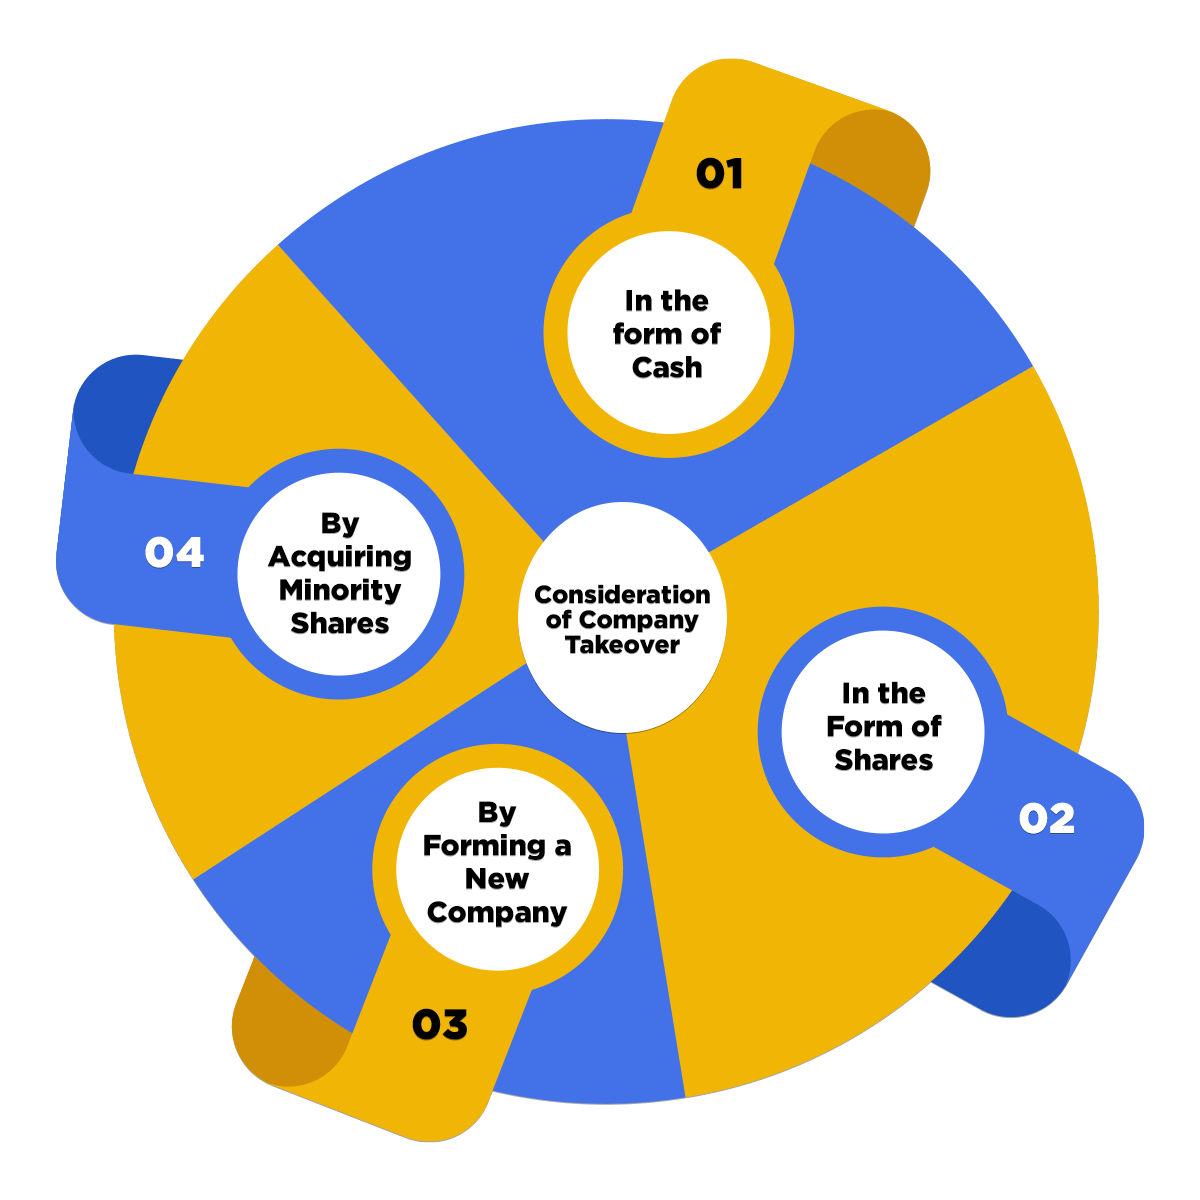 01
In the
form of
Cash
Consideration
of Company
Takeover
In the
Form of
Shares
02
By
Forming a
New
Company
03
By
Acquiring
Minority
Shares
04